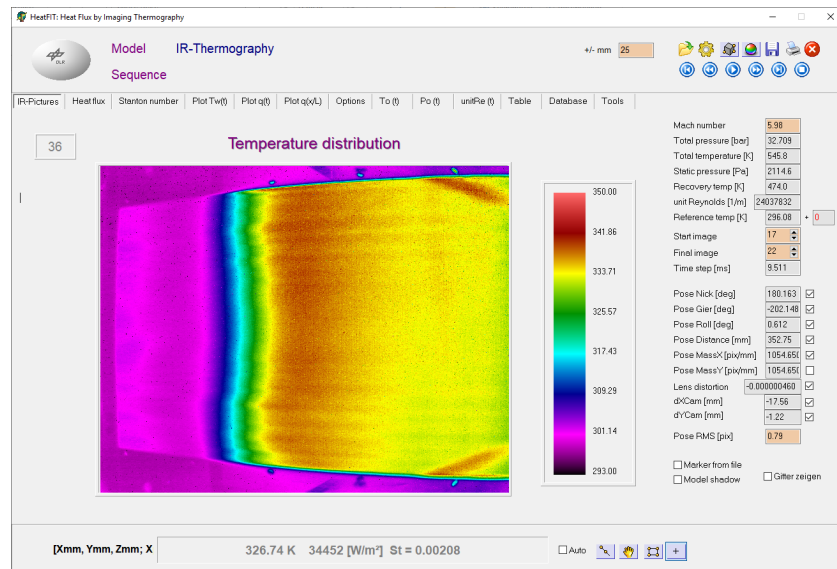 HeatFIT: Heat Flux by Imaging Thermography
DLR
Model IR-Thermography
Sequence
+/- mm 25
IR-Pictures Heat flux Stanton number Plot Tw(t) Plot q(t) Plot q(x/L) Options To (t) Po (t) unitRe (t) Table Database Tools
36
Temperature distribution
350.00
341.86
333.71
325.57
317.43
309.29
301.14
293.00
Mach number 5.98
Total pressure [bar] 32.709
Total temperature [K] 545.8
Static pressure [Pa] 2114.6
Recovery temp [K] 474.0
unit Reynolds [1/m] 24037832
Reference temp [K] 296.08 + 0
Start image 17
Final image 22
Time step [ms] 9.511
Pose Nick [deg] 180.163
Pose Gier [deg] -202.148
Pose Roll [deg] 0.612
Pose Distance [mm] 352.75
Pose MassX [pix/mm] 1054.65(
Pose MassY [pix/mm] 1054.65(
Lens distortion -0.000000460
dXCam [mm] -17.56
dYCam [mm] -1.22
Pose RMS [pix] 0.79
Marker from file
Model shadow Gitter zeigen
[Xmm, Ymm, Zmm; X 326.74 K 34452 [W/m²] St = 0.00208
Auto